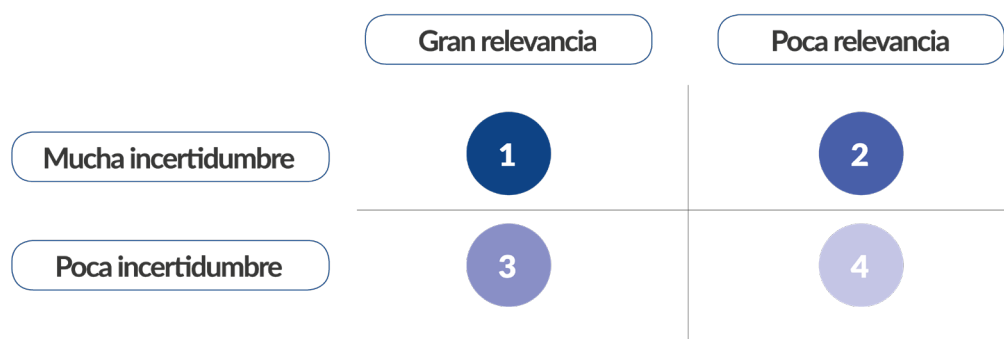 Gran relevancia
Poca relevancia
Mucha incertidumbre
1
2
Poca incertidumbre
3
4